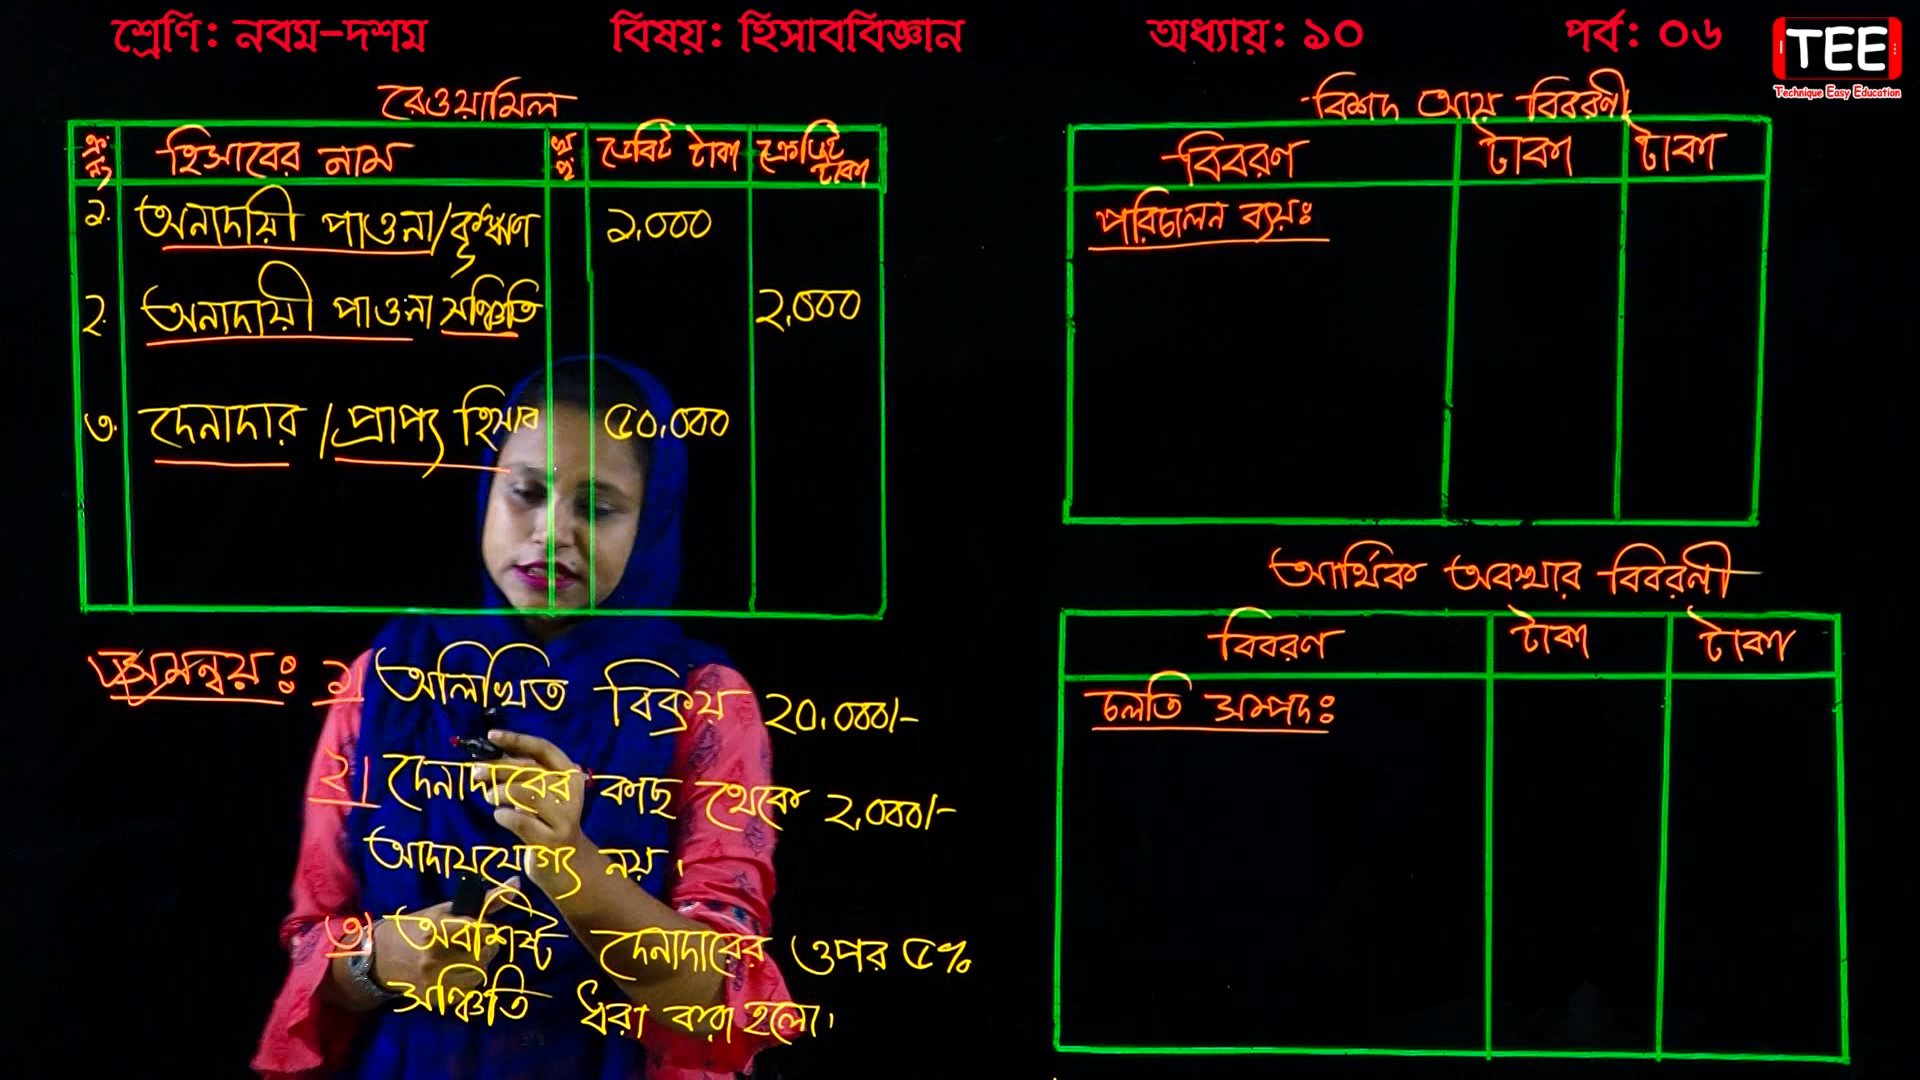 শ্রেণি: নবম-দশম বিষয়: হিসাববিজ্ঞান অধ্যায়: ১০ পর্ব: ০৬
TEE
Technique Easy Education
রেওয়ামিল
ক্র: নং হিসাবের নাম খ: পৃ: ডেবিট টাকা ক্রেডিট টাকা
১. অনাদায়ী পাওনা/কুঋণ ১,০০০
২. অনাদায়ী পাওনা সঞ্চিতি ২,০০০
৩. দেনাদার /প্রাপ্য হিসাব ৫০,০০০
সমন্বয়ঃ ১) অলিখিত বিক্রয় ২০,০০০/-
২) দেনাদারের কাছ থেকে ২,০০০/-
আদায়যোগ্য নয়।
৩) অবশিষ্ট দেনাদারের ওপর ৫%
সঞ্চিতি ধরা করা হলো।
বিশদ আয় বিবরণী
বিবরণ টাকা টাকা
পরিচালন ব্যয়ঃ
আর্থিক অবস্থার বিবরণী
বিবরণ টাকা টাকা
চলতি সম্পদঃ